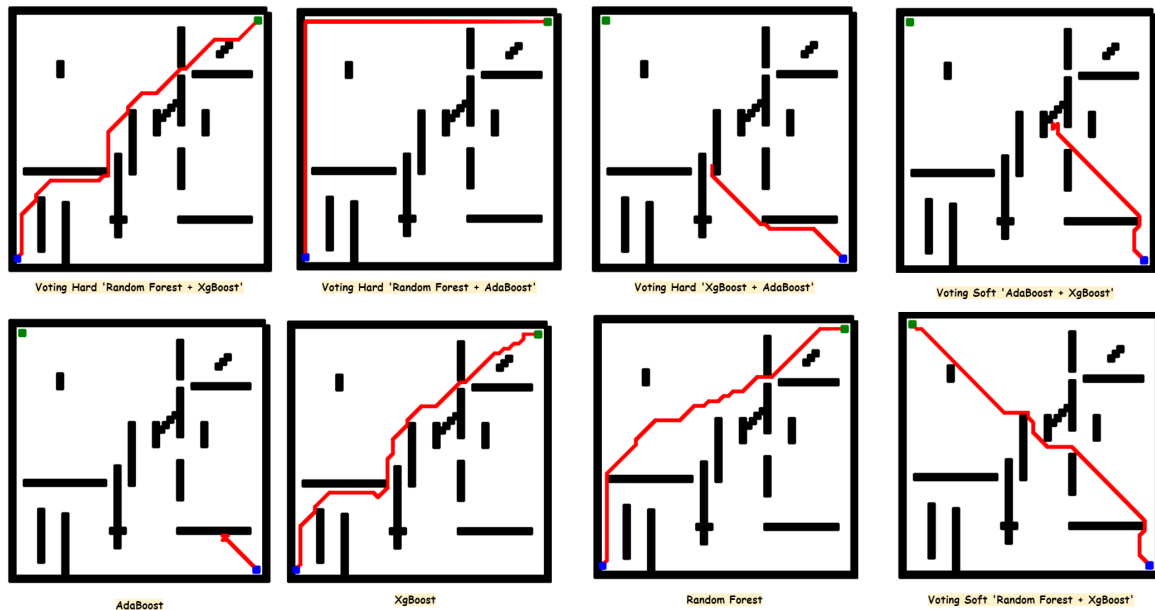 Voting Hard 'Random Forest + XgBoost'
Voting Hard 'Random Forest + AdaBoost'
Voting Hard 'XgBoost + AdaBoost'
Voting Soft 'AdaBoost + XgBoost'
AdaBoost
XgBoost
Random Forest
Voting Soft 'Random Forest + XgBoost'